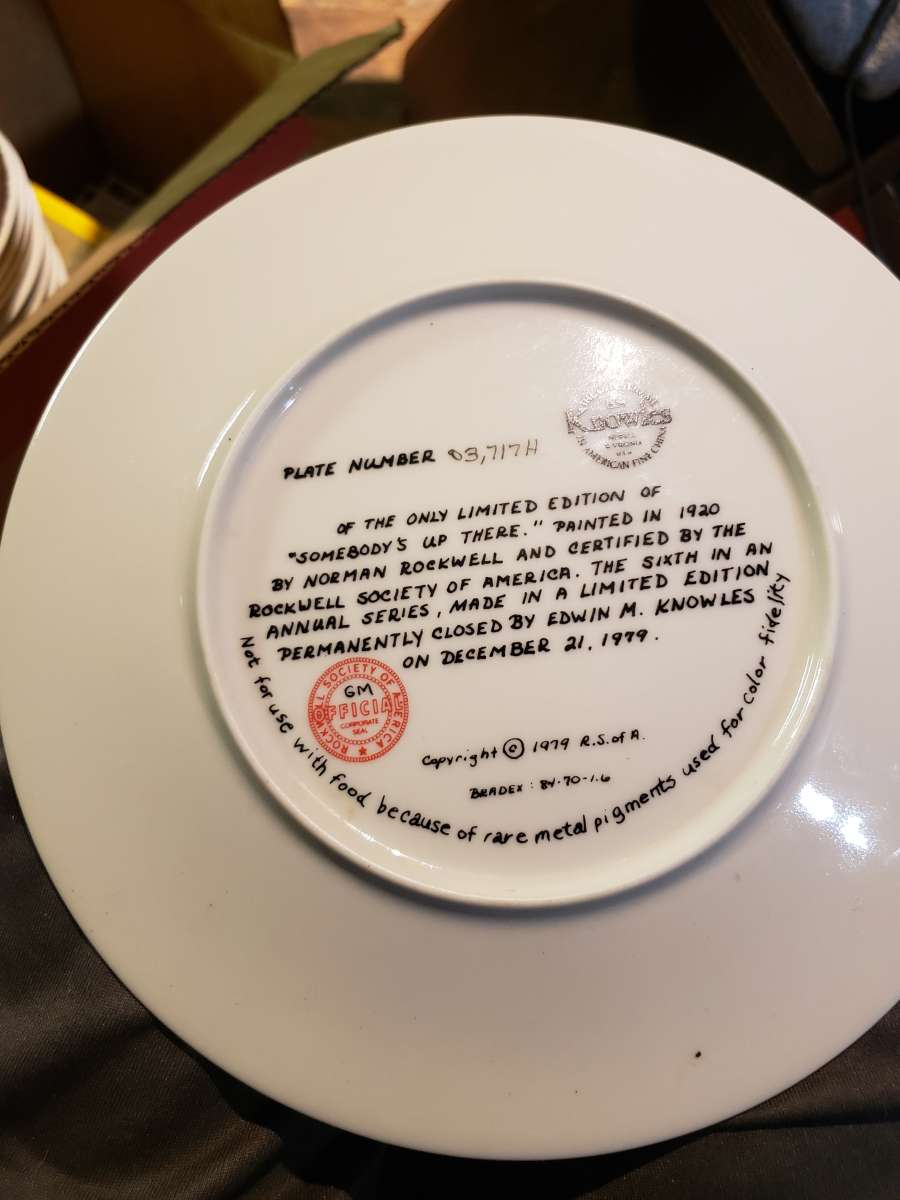 KNOWLES
IN AMERICAN FINE CHINA
PLATE NUMBER 03,717H
OF THE ONLY LIMITED EDITION OF
"SOMEBODY'S UP THERE." PAINTED IN 1920
BY NORMAN ROCKWELL AND CERTIFIED BY THE
ROCKWELL SOCIETY OF AMERICA. THE SIXTH IN AN
ANNUAL SERIES, MADE IN A LIMITED EDITION
PERMANENTLY CLOSED BY EDWIN M. KNOWLES
ON DECEMBER 21, 1979.
ROCKWELL SOCIETY OF AMERICA
GM
OFFICIAL
CORPORATE
SEAL
Copyright © 1979 R.S.of A.
BRADEX: 84-70-1.6
Not for use with food because of rare metal pigments used for color fidelity